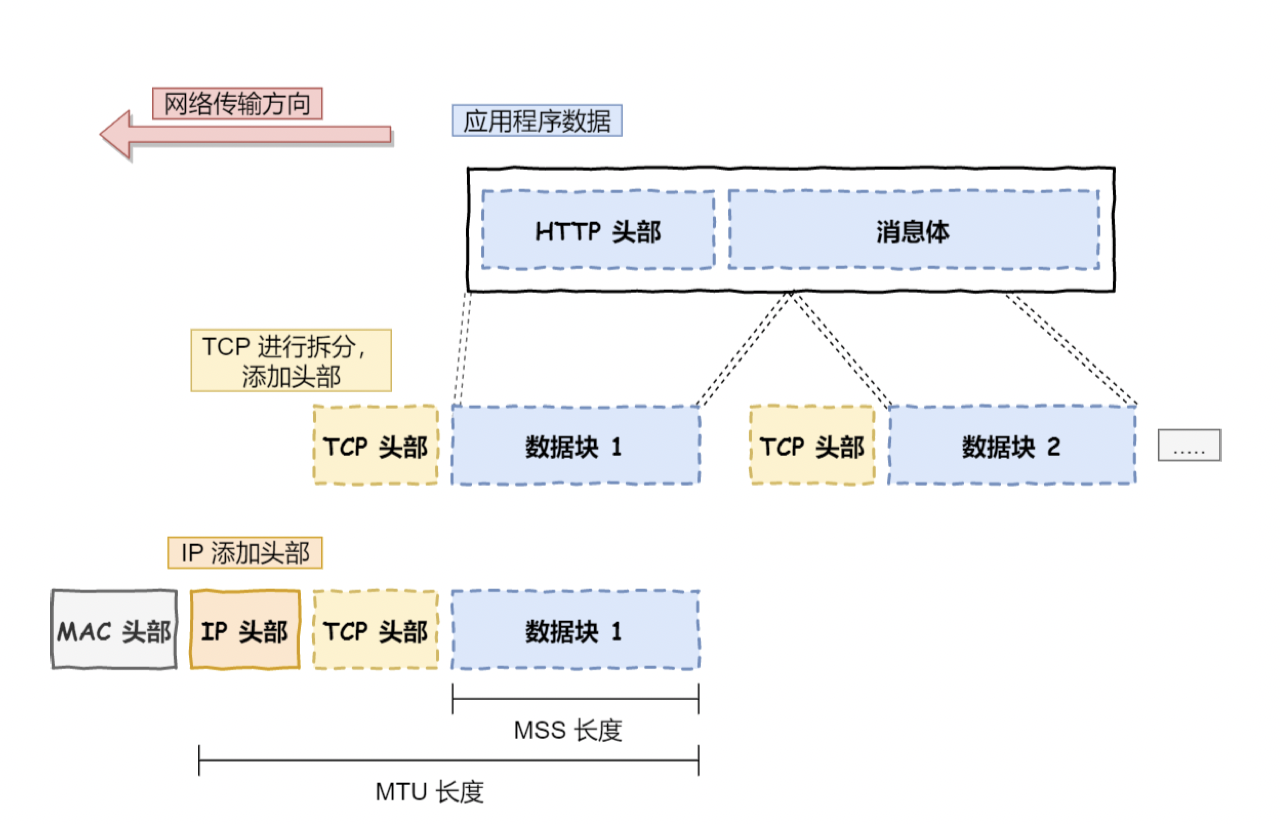 网络传输方向
应用程序数据
HTTP 头部
消息体
TCP 进行拆分，
添加头部
TCP 头部
数据块 1
TCP 头部
数据块 2
.....
IP 添加头部
MAC 头部
IP 头部
TCP 头部
数据块 1
MSS 长度
MTU 长度